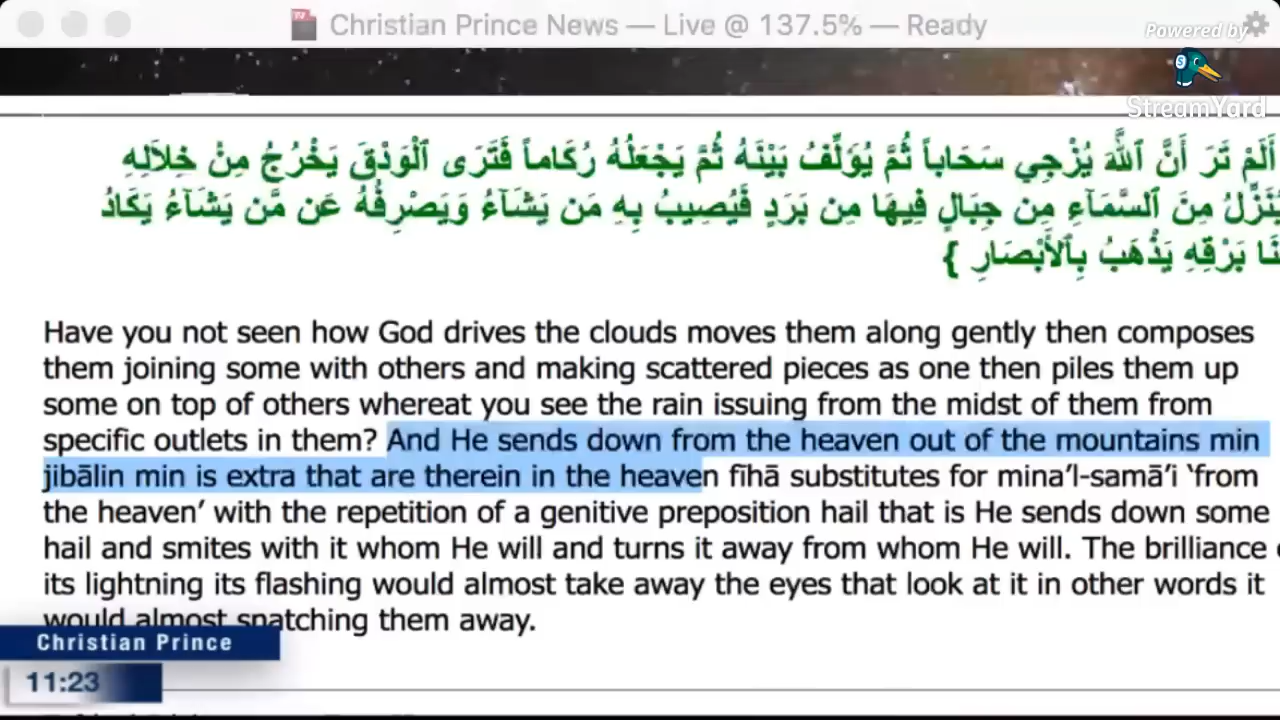 Christian Prince News — Live @ 137.5% — Ready
Powered by
StreamYard
أَلَمْ تَرَ أَنَّ ٱللَّهَ يُزْجِي سَحَاباً ثُمَّ يُؤَلِّفُ بَيْنَهُ ثُمَّ يَجْعَلُهُ رُكَاماً فَتَرَى ٱلْوَدْقَ يَخْرُجُ مِنْ خِلاَلِهِ
مِنَ ٱلسَّمَآءِ مِن جِبَالٍ فِيهَا مِن بَرَدٍ فَيُصِيبُ بِهِ مَن يَشَآءُ وَيَصْرِفُهُ عَن مَّن يَشَآءُ يَكَادُ
بَرْقِهِ يَذْهَبُ بِٱلأَبْصَارِ }
Have you not seen how God drives the clouds moves them along gently then composes
them joining some with others and making scattered pieces as one then piles them up
some on top of others whereat you see the rain issuing from the midst of them from
specific outlets in them? And He sends down from the heaven out of the mountains min
jibālin min is extra that are therein in the heaven fīhā substitutes for mina’l-samā’i ‘from
the heaven’ with the repetition of a genitive preposition hail that is He sends down some
hail and smites with it whom He will and turns it away from whom He will. The brilliance
its lightning its flashing would almost take away the eyes that look at it in other words it
would almost snatching them away.
Christian Prince
11:23